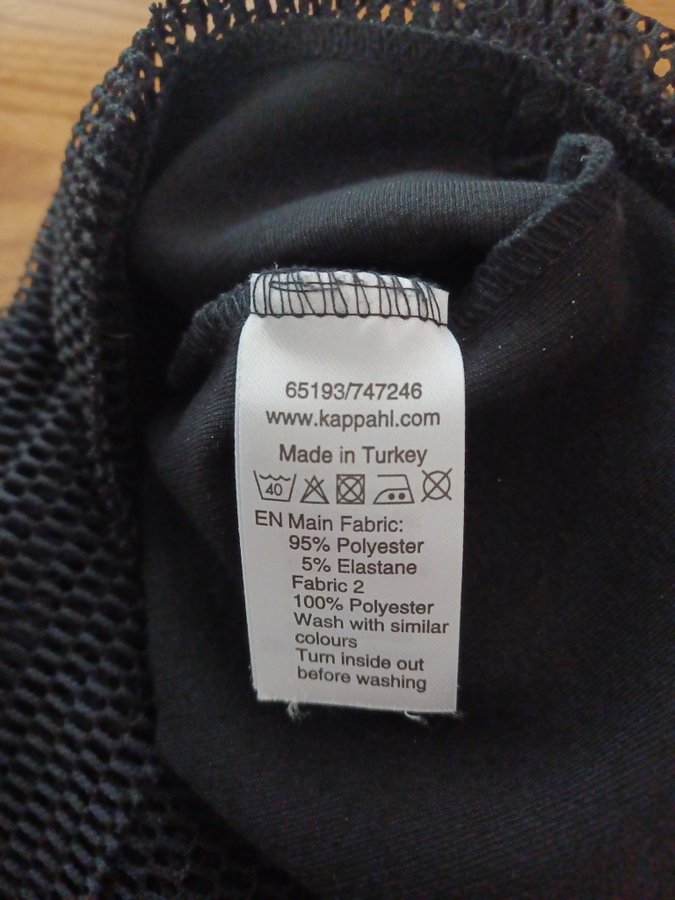 65193/747246
www.kappahl.com
Made in Turkey
40
EN Main Fabric:
95% Polyester
5% Elastane
Fabric 2
100% Polyester
Wash with similar
colours
Turn inside out
before washing